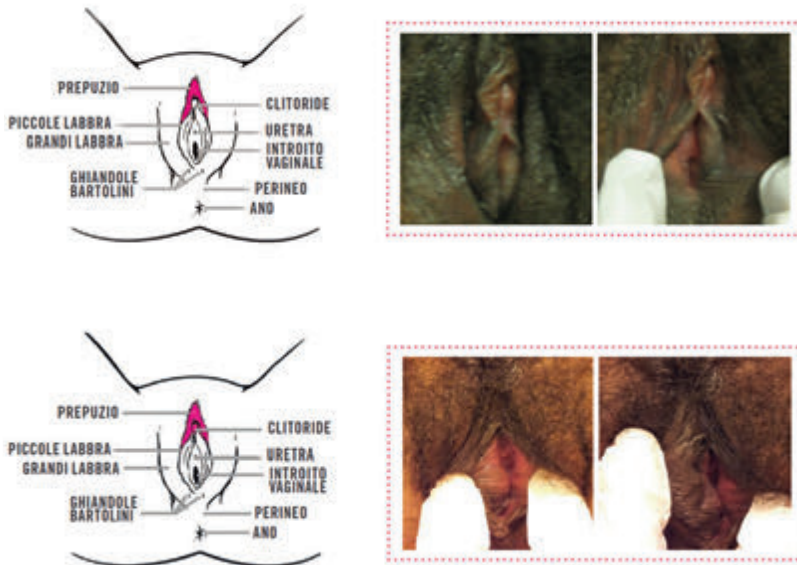 PREPUZIO
CLITORIDE
PICCOLE LABBRA
URETRA
GRANDI LABBRA
INTROITO
VAGINALE
GHIANDOLE
BARTOLINI
PERINEO
ANO
PREPUZIO
CLITORIDE
PICCOLE LABBRA
URETRA
GRANDI LABBRA
INTROITO
VAGINALE
GHIANDOLE
BARTOLINI
PERINEO
ANO